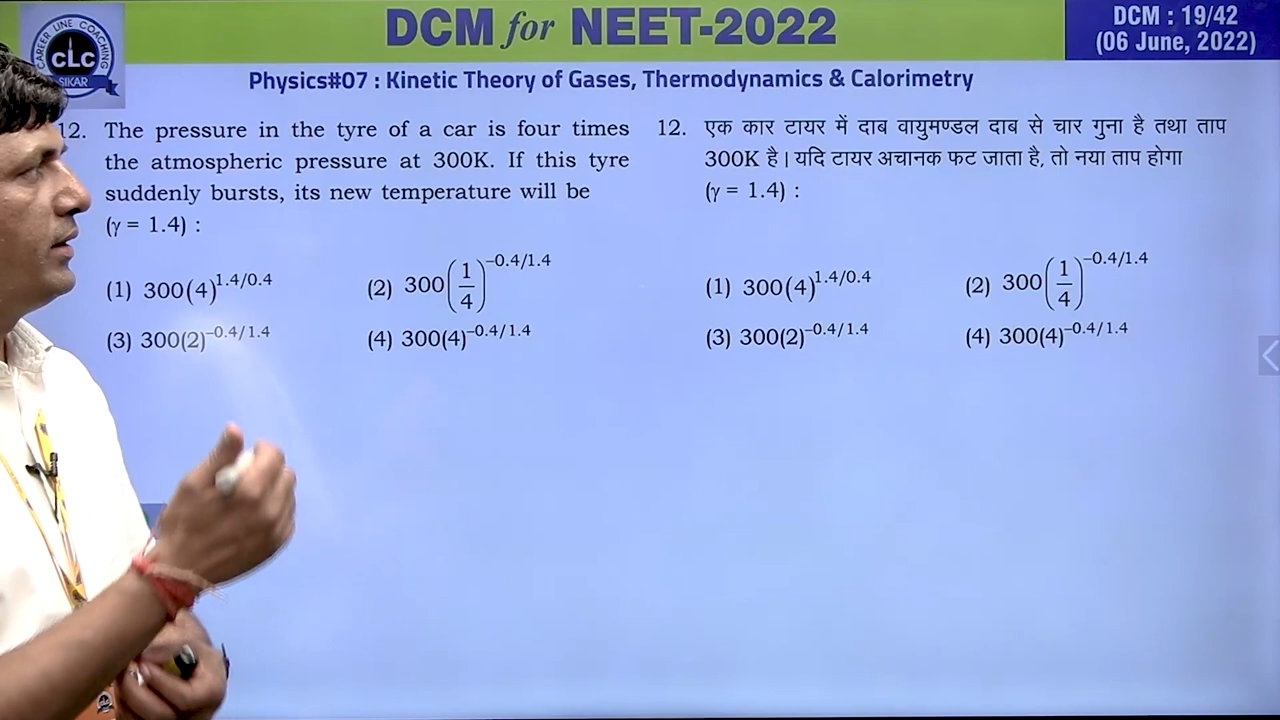 DCM for NEET-2022
DCM : 19/42
(06 June, 2022)
CAREER LINE COACHING
CLC
SIKAR
Physics#07 : Kinetic Theory of Gases, Thermodynamics & Calorimetry
12. The pressure in the tyre of a car is four times
the atmospheric pressure at 300K. If this tyre
suddenly bursts, its new temperature will be
(γ = 1.4) :
(1) 300(4)^1.4/0.4 (2) 300(1/4)^−0.4/1.4
(3) 300(2)^−0.4/1.4 (4) 300(4)^−0.4/1.4
12. एक कार टायर में दाब वायुमण्डल दाब से चार गुना है तथा ताप
300K है। यदि टायर अचानक फट जाता है, तो नया ताप होगा
(γ = 1.4) :
(1) 300(4)^1.4/0.4 (2) 300(1/4)^−0.4/1.4
(3) 300(2)^−0.4/1.4 (4) 300(4)^−0.4/1.4